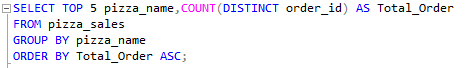 SELECT TOP 5 pizza_name,COUNT(DISTINCT order_id) AS Total_Order
FROM pizza_sales
GROUP BY pizza_name
ORDER BY Total_Order ASC;